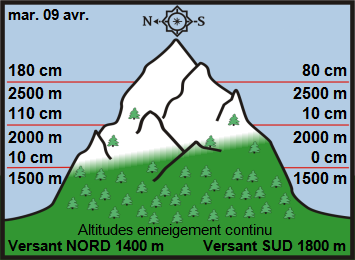 mar. 09 avr.
N S
180 cm 80 cm
2500 m 2500 m
110 cm 10 cm
2000 m 2000 m
10 cm 0 cm
1500 m 1500 m
Altitudes enneigement continu
Versant NORD 1400 m Versant SUD 1800 m